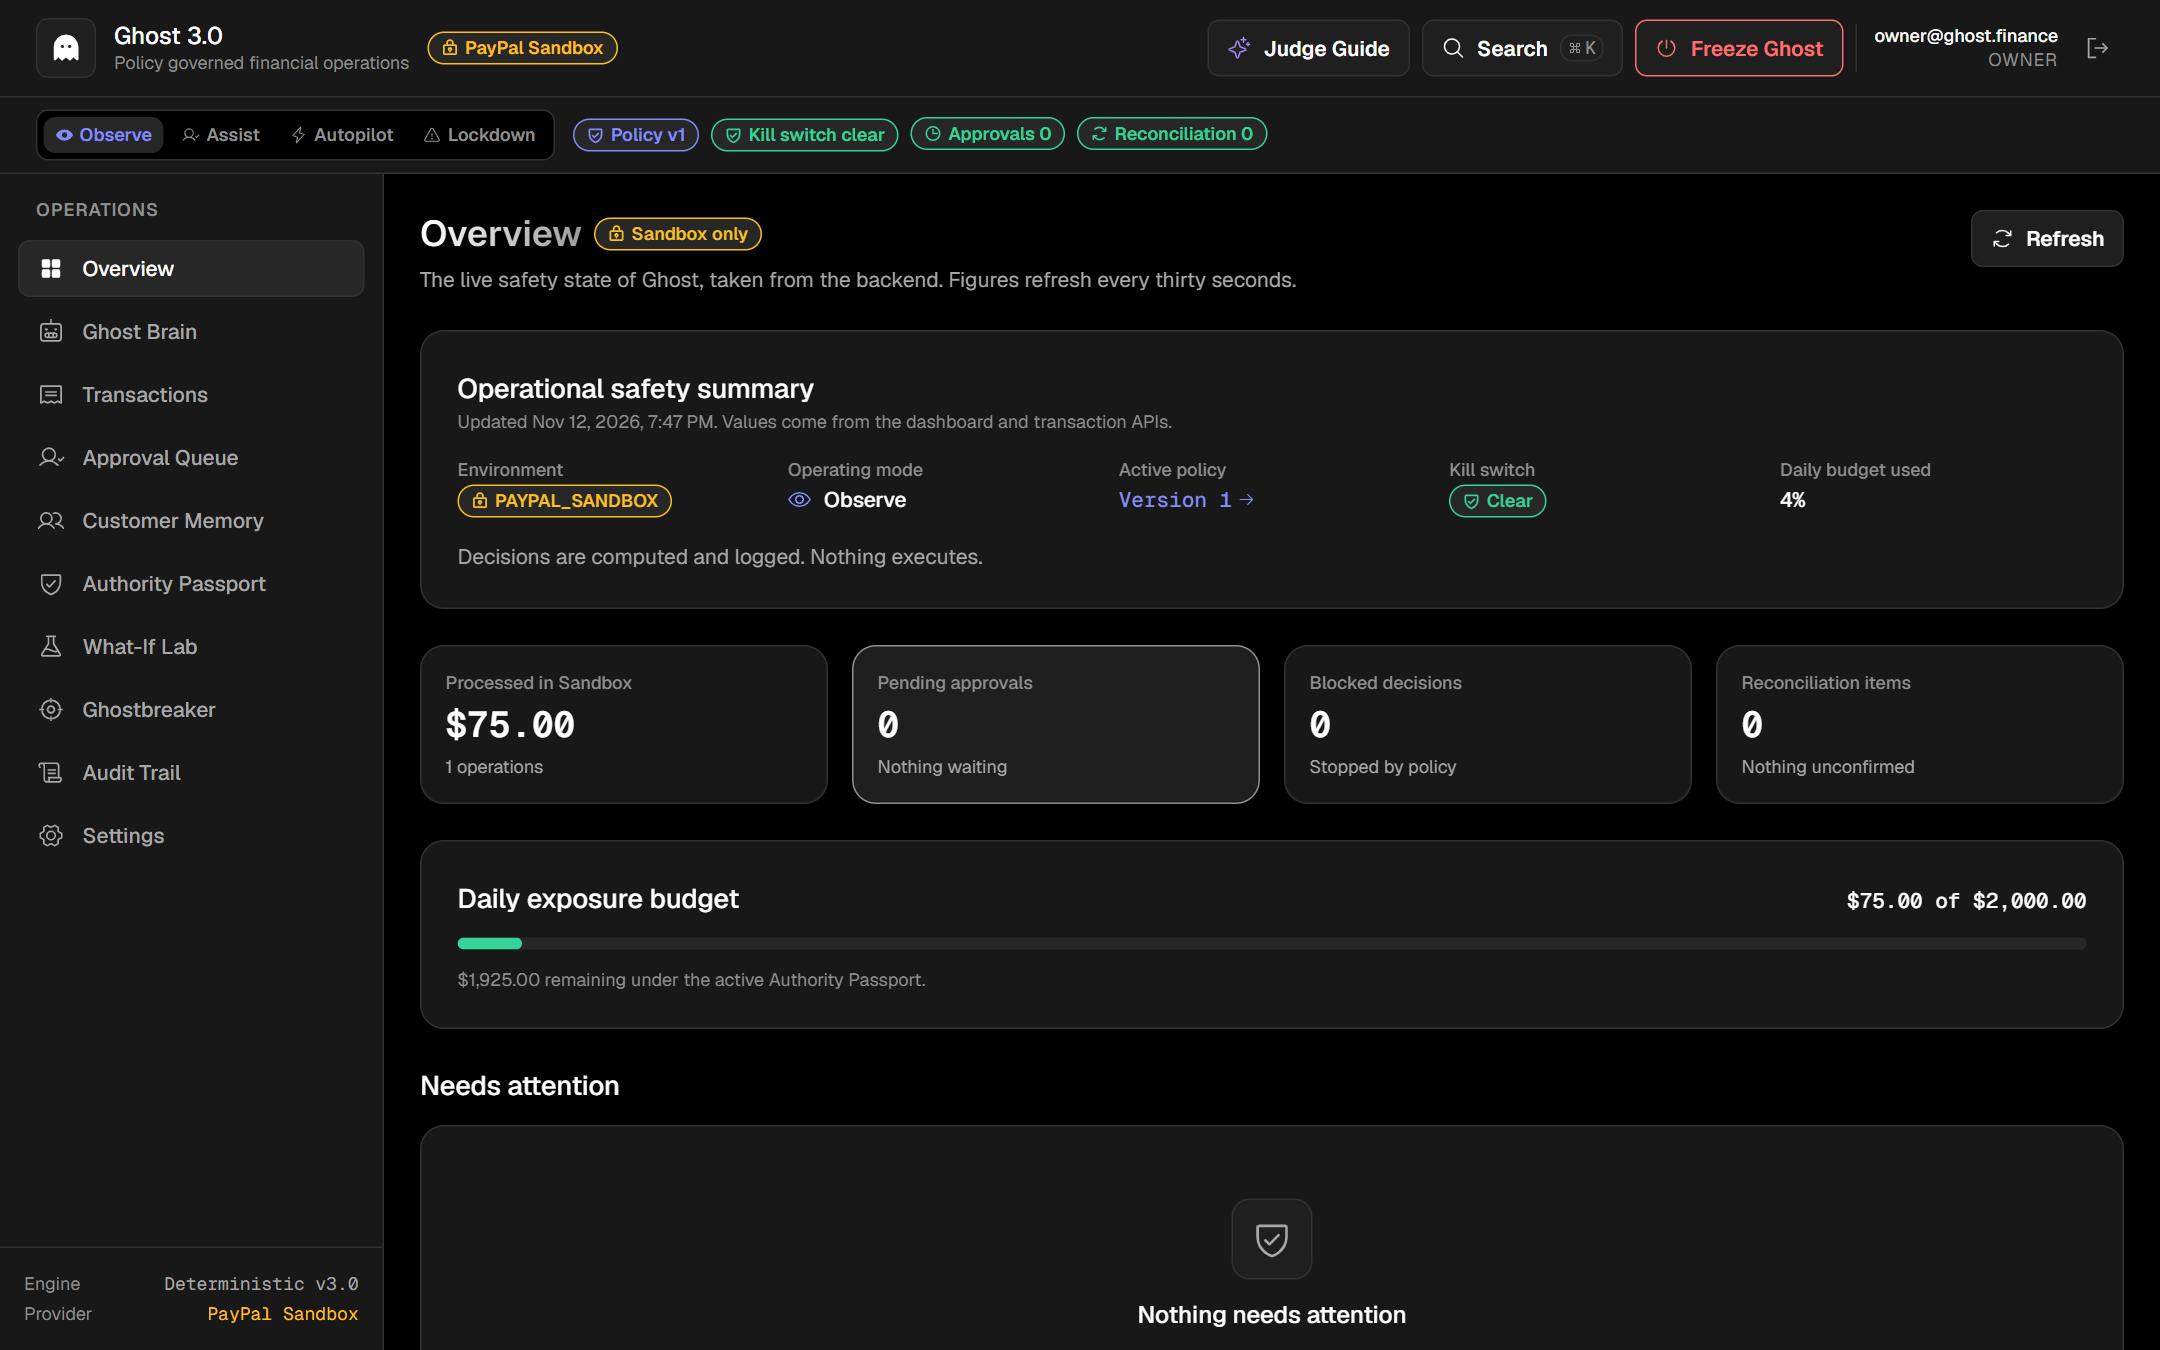 Ghost 3.0
Policy governed financial operations
PayPal Sandbox
Judge Guide
Search ⌘ K
Freeze Ghost
owner@ghost.finance
OWNER
Observe
Assist
Autopilot
Lockdown
Policy v1
Kill switch clear
Approvals 0
Reconciliation 0
OPERATIONS
Overview
Ghost Brain
Transactions
Approval Queue
Customer Memory
Authority Passport
What-If Lab
Ghostbreaker
Audit Trail
Settings
Engine Deterministic v3.0
Provider PayPal Sandbox
Overview
Sandbox only
Refresh
The live safety state of Ghost, taken from the backend. Figures refresh every thirty seconds.
Operational safety summary
Updated Nov 12, 2026, 7:47 PM. Values come from the dashboard and transaction APIs.
Environment
PAYPAL_SANDBOX
Operating mode
Observe
Active policy
Version 1 →
Kill switch
Clear
Daily budget used
4%
Decisions are computed and logged. Nothing executes.
Processed in Sandbox
$75.00
1 operations
Pending approvals
0
Nothing waiting
Blocked decisions
0
Stopped by policy
Reconciliation items
0
Nothing unconfirmed
Daily exposure budget
$75.00 of $2,000.00
$1,925.00 remaining under the active Authority Passport.
Needs attention
Nothing needs attention